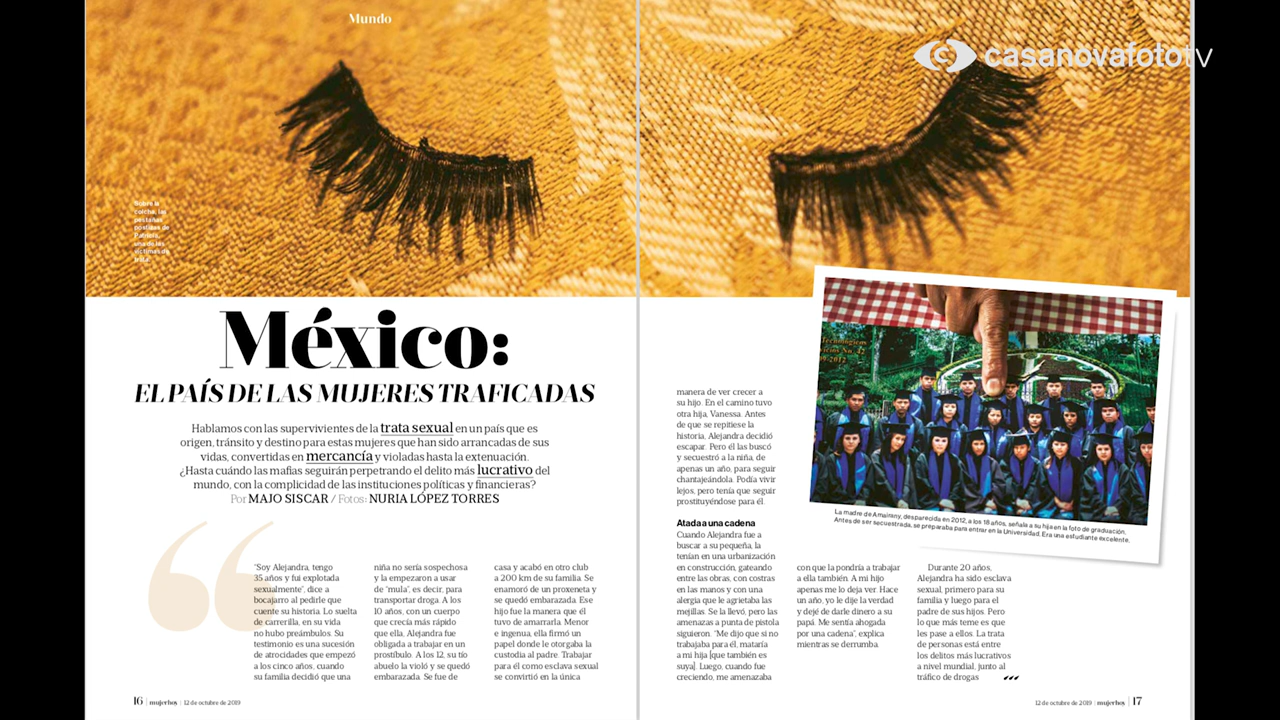 Mundo
casanovafototv
Sobre la
colcha, las
pestañas
postizas de
Patricia,
una de las
víctimas de
trata.
México:
EL PAÍS DE LAS MUJERES TRAFICADAS
Hablamos con las supervivientes de la trata sexual en un país que es
origen, tránsito y destino para estas mujeres que han sido arrancadas de sus
vidas, convertidas en mercancía y violadas hasta la extenuación.
¿Hasta cuándo las mafias seguirán perpetrando el delito más lucrativo del
mundo, con la complicidad de las instituciones políticas y financieras?
Por MAJO SISCAR / Fotos: NURIA LÓPEZ TORRES
“
"Soy Alejandra, tengo
35 años y fui explotada
sexualmente", dice a
bocajarro al pedirle que
cuente su historia. Lo suelta
de carrerilla, en su vida
no hubo preámbulos. Su
testimonio es una sucesión
de atrocidades que empezó
a los cinco años, cuando
su familia decidió que una
niña no sería sospechosa
y la empezaron a usar
de "mula", es decir, para
transportar droga. A los
10 años, con un cuerpo
que crecía más rápido
que ella, Alejandra fue
obligada a trabajar en un
prostíbulo. A los 12, su tío
abuelo la violó y se quedó
embarazada. Se fue de
casa y acabó en otro club
a 200 km de su familia. Se
enamoró de un proxeneta y
se quedó embarazada. Ese
hijo fue la manera que él
tuvo de amarrarla. Menor
e ingenua, ella firmó un
papel donde le otorgaba la
custodia al padre. Trabajar
para él como esclava sexual
se convirtió en la única
16 | mujerhoy | 12 de octubre de 2019
manera de ver crecer a
su hijo. En el camino tuvo
otra hija, Vanessa. Antes
de que se repitiese la
historia, Alejandra decidió
escapar. Pero él las buscó
y secuestró a la niña, de
apenas un año, para seguir
chantajeándola. Podía vivir
lejos, pero tenía que seguir
prostituyéndose para él.
Atada a una cadena
Cuando Alejandra fue a
buscar a su pequeña, la
tenían en una urbanización
en construcción, gateando
entre las obras, con costras
en las manos y con una
alergia que le agrietaba las
mejillas. Se la llevó, pero las
amenazas a punta de pistola
siguieron. "Me dijo que si no
trabajaba para él, mataría
a mi hija [que también es
suya]. Luego, cuando fue
creciendo, me amenazaba
con que la pondría a trabajar
a ella también. A mi hijo
apenas me lo deja ver. Hace
un año, yo le dije la verdad
y dejé de darle dinero a su
papá. Me sentía ahogada
por una cadena", explica
mientras se derrumba.
Durante 20 años,
Alejandra ha sido esclava
sexual, primero para su
familia y luego para el
padre de sus hijos. Pero
lo que más teme es que
les pase a ellos. La trata
de personas está entre
los delitos más lucrativos
a nivel mundial, junto al
tráfico de drogas
La madre de Amairany, desparecida en 2012, a los 18 años, señala a su hija en la foto de graduación.
Antes de ser secuestrada, se preparaba para entrar en la Universidad. Era una estudiante excelente.
12 de octubre de 2019 | mujerhoy | 17